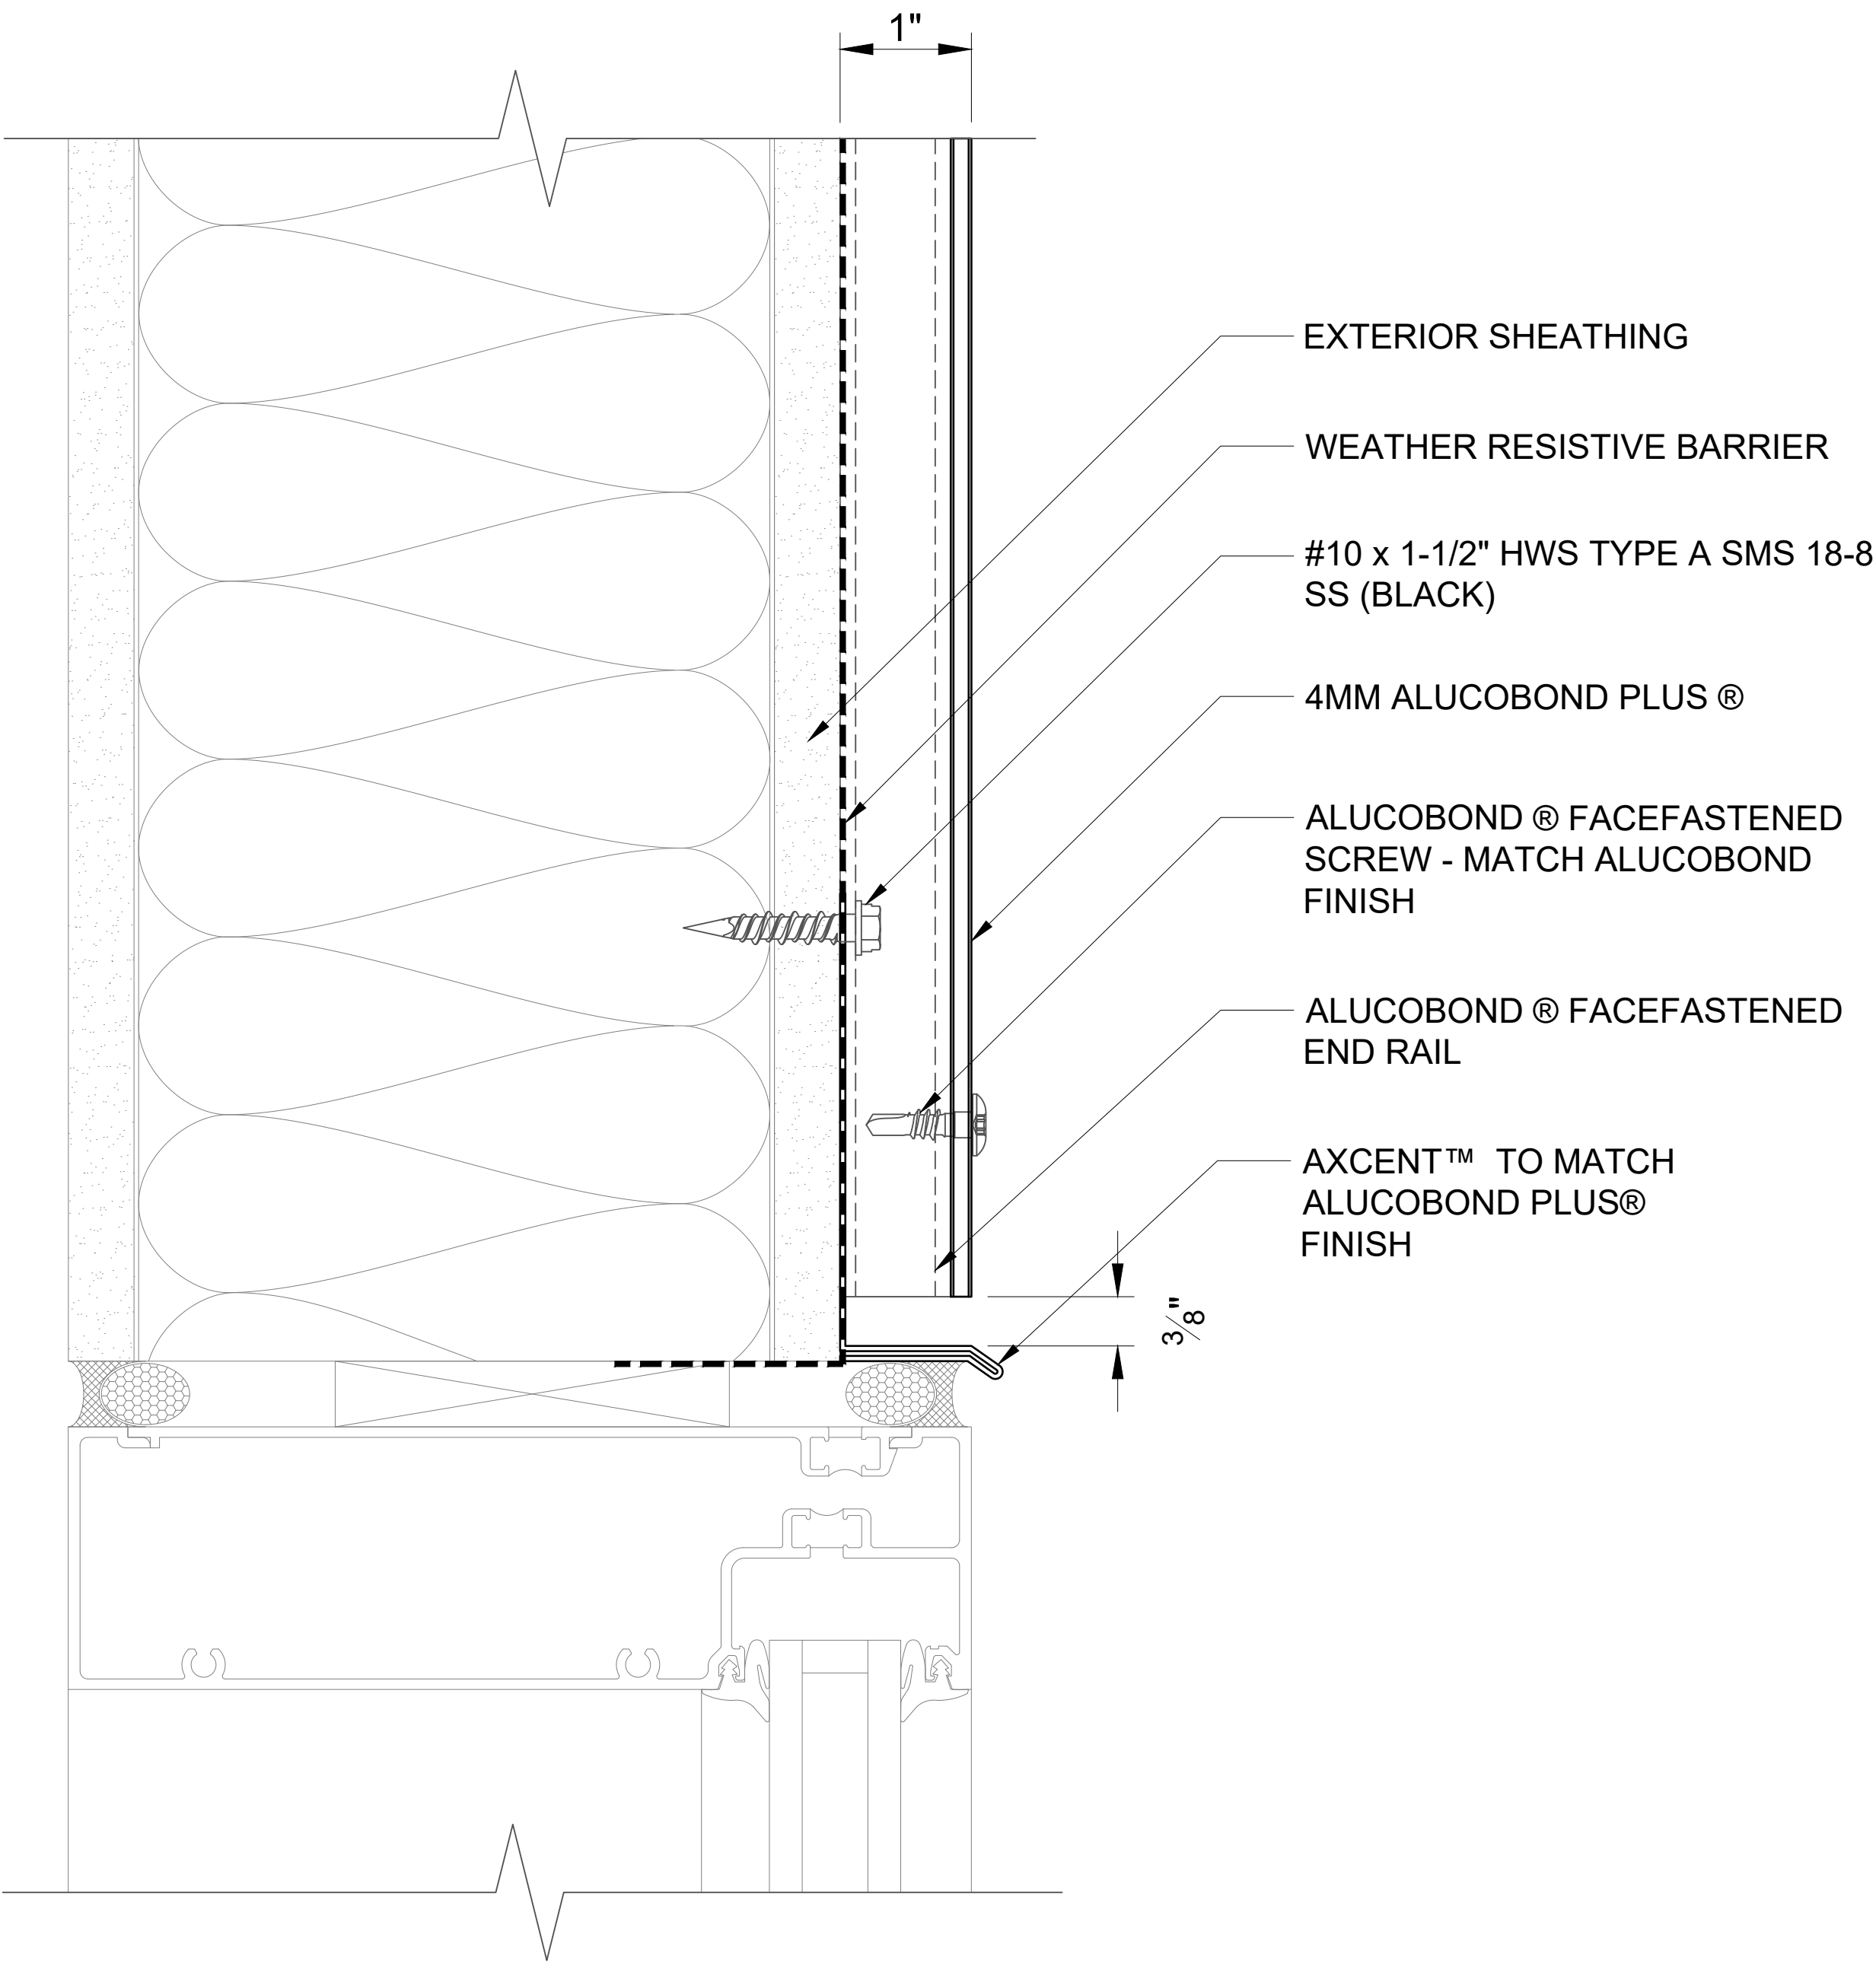 1"
EXTERIOR SHEATHING
WEATHER RESISTIVE BARRIER
#10 x 1-1/2" HWS TYPE A SMS 18-8
SS (BLACK)
4MM ALUCOBOND PLUS ®
ALUCOBOND ® FACEFASTENED
SCREW - MATCH ALUCOBOND
FINISH
ALUCOBOND ® FACEFASTENED
END RAIL
AXCENT™ TO MATCH
ALUCOBOND PLUS®
FINISH
3/8"